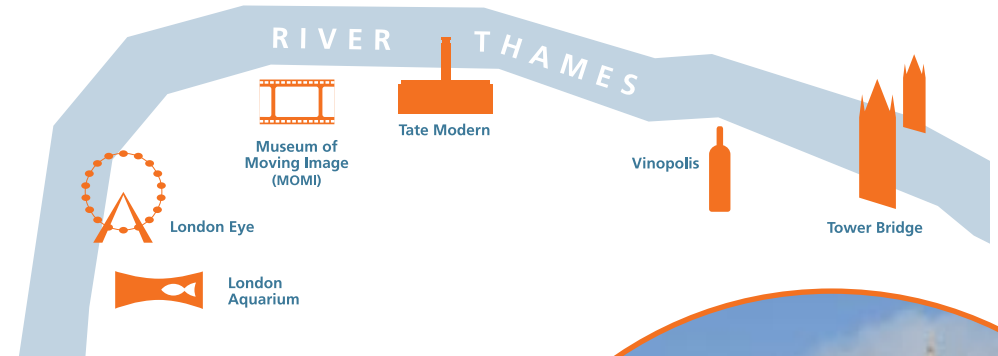 RIVER THAMES
Tate Modern
Museum of
Moving Image
(MOMI)
Vinopolis
London Eye
Tower Bridge
London
Aquarium